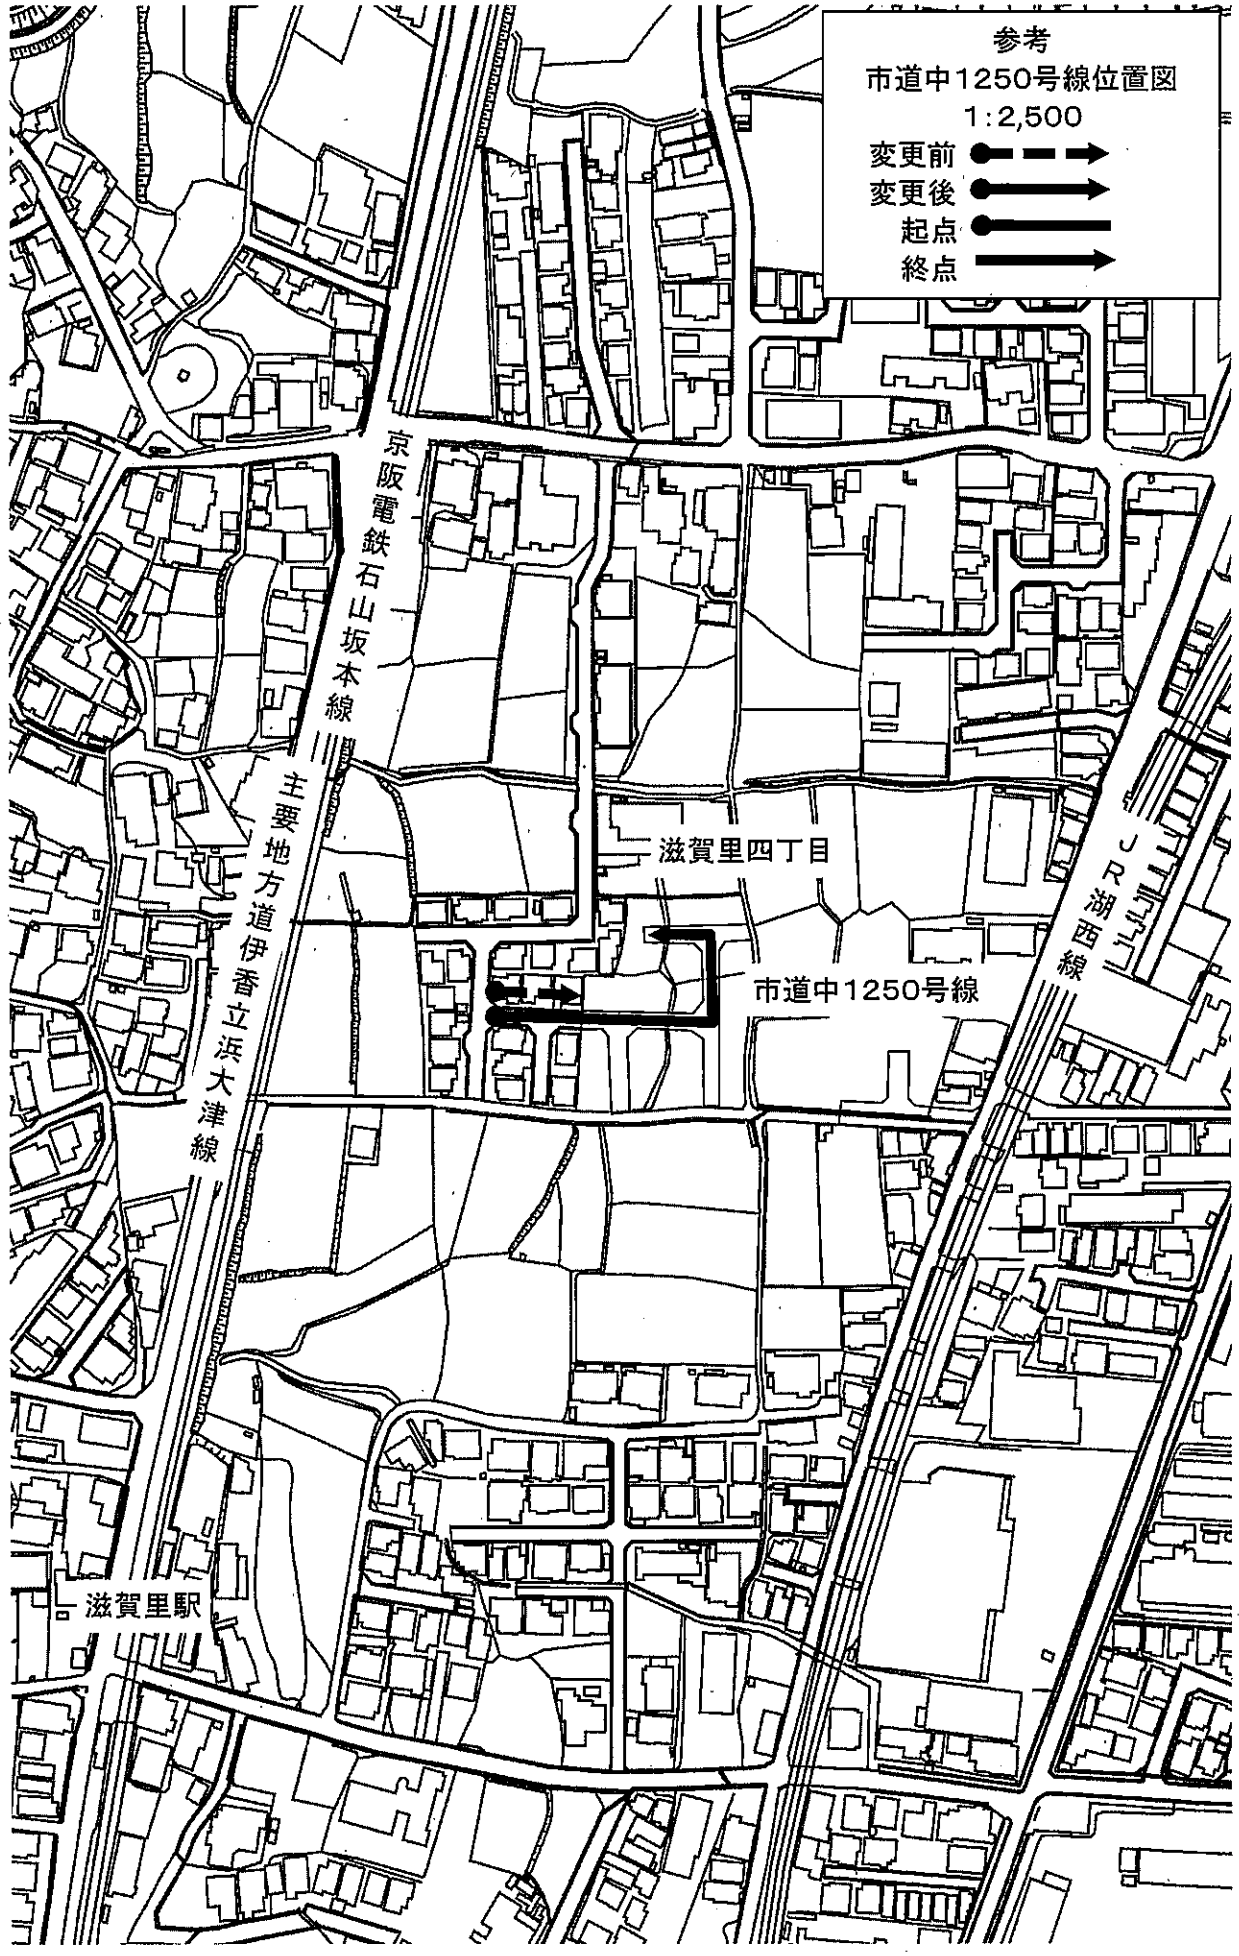 参考
市道中1250号線位置図
1:2,500
変更前
変更後
起点
終点
京阪電鉄石山坂本線
主要地方道伊香立浜大津線
滋賀里四丁目
JR湖西線
市道中1250号線
滋賀里駅